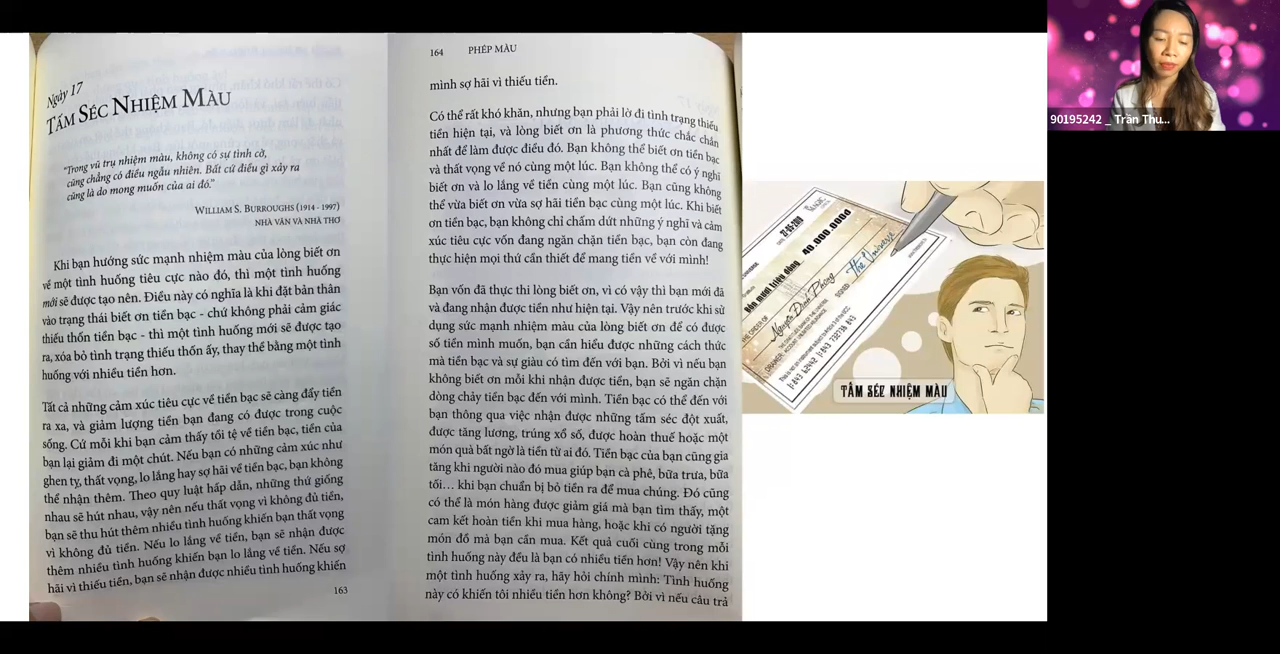 Ngày 17
TẤM SÉC NHIỆM MÀU
"Trong vũ trụ nhiệm màu, không có sự tình cờ,
cũng chẳng có điều ngẫu nhiên. Bất cứ điều gì xảy ra
cũng là do mong muốn của ai đó."
WILLIAM S. BURROUGHS (1914 - 1997)
NHÀ VĂN VÀ NHÀ THƠ
Khi bạn hướng sức mạnh nhiệm màu của lòng biết ơn
về một tình huống tiêu cực nào đó, thì một tình huống
mới sẽ được tạo nên. Điều này có nghĩa là khi đặt bản thân
vào trạng thái biết ơn tiền bạc - chứ không phải cảm giác
thiếu thốn tiền bạc - thì một tình huống mới sẽ được tạo
ra, xóa bỏ tình trạng thiếu thốn ấy, thay thế bằng một tình
huống với nhiều tiền hơn.
Tất cả những cảm xúc tiêu cực về tiền bạc sẽ càng đẩy tiền
ra xa, và giảm lượng tiền bạn đang có được trong cuộc
sống. Cứ mỗi khi bạn cảm thấy tồi tệ về tiền bạc, tiền của
bạn lại giảm đi một chút. Nếu bạn có những cảm xúc như
ghen tỵ, thất vọng, lo lắng hay sợ hãi về tiền bạc, bạn không
thể nhận thêm. Theo quy luật hấp dẫn, những thứ giống
nhau sẽ hút nhau, vậy nên nếu thất vọng vì không đủ tiền,
bạn sẽ thu hút thêm nhiều tình huống khiến bạn thất vọng
vì không đủ tiền. Nếu lo lắng về tiền, bạn sẽ nhận được
thêm nhiều tình huống khiến bạn lo lắng về tiền. Nếu sợ
hãi vì thiếu tiền, bạn sẽ nhận được nhiều tình huống khiến
163
164 PHÉP MÀU
mình sợ hãi vì thiếu tiền.
Có thể rất khó khăn, nhưng bạn phải lờ đi tình trạng thiếu
tiền hiện tại, và lòng biết ơn là phương thức chắc chắn
nhất để làm được điều đó. Bạn không thể biết ơn tiền bạc
và thất vọng về nó cùng một lúc. Bạn không thể có ý nghĩ
biết ơn và lo lắng về tiền cùng một lúc. Bạn cũng không
thể vừa biết ơn vừa sợ hãi tiền bạc cùng một lúc. Khi biết
ơn tiền bạc, bạn không chỉ chấm dứt những ý nghĩ và cảm
xúc tiêu cực vốn đang ngăn chặn tiền bạc, bạn còn đang
thực hiện mọi thứ cần thiết để mang tiền về với mình!
Bạn vốn đã thực thi lòng biết ơn, vì có vậy thì bạn mới đã
và đang nhận được tiền như hiện tại. Vậy nên trước khi sử
dụng sức mạnh nhiệm màu của lòng biết ơn để có được
số tiền mình muốn, bạn cần hiểu được những cách thức
mà tiền bạc và sự giàu có tìm đến với bạn. Bởi vì nếu bạn
không biết ơn mỗi khi nhận được tiền, bạn sẽ ngăn chặn
dòng chảy tiền bạc đến với mình. Tiền bạc có thể đến với
bạn thông qua việc nhận được những tấm séc đột xuất,
được tăng lương, trúng xổ số, được hoàn thuế hoặc một
món quà bất ngờ là tiền từ ai đó. Tiền bạc của bạn cũng gia
tăng khi người nào đó mua giúp bạn cà phê, bữa trưa, bữa
tối... khi bạn chuẩn bị bỏ tiền ra để mua chúng. Đó cũng
có thể là món hàng được giảm giá mà bạn tìm thấy, một
cam kết hoàn tiền khi mua hàng, hoặc khi có người tặng
món đồ mà bạn cần mua. Kết quả cuối cùng trong mỗi
tình huống này đều là bạn có nhiều tiền hơn! Vậy nên khi
một tình huống xảy ra, hãy hỏi chính mình: Tình huống
này có khiến tôi nhiều tiền hơn không? Bởi vì nếu câu trả
22-05-2019
40.000.000đ
Bốn mươi triệu đồng
Nguyễn Đình Phông
SIGNED The Universe
TẤM SÉC NHIỆM MÀU
90195242 _ Trần Thu...